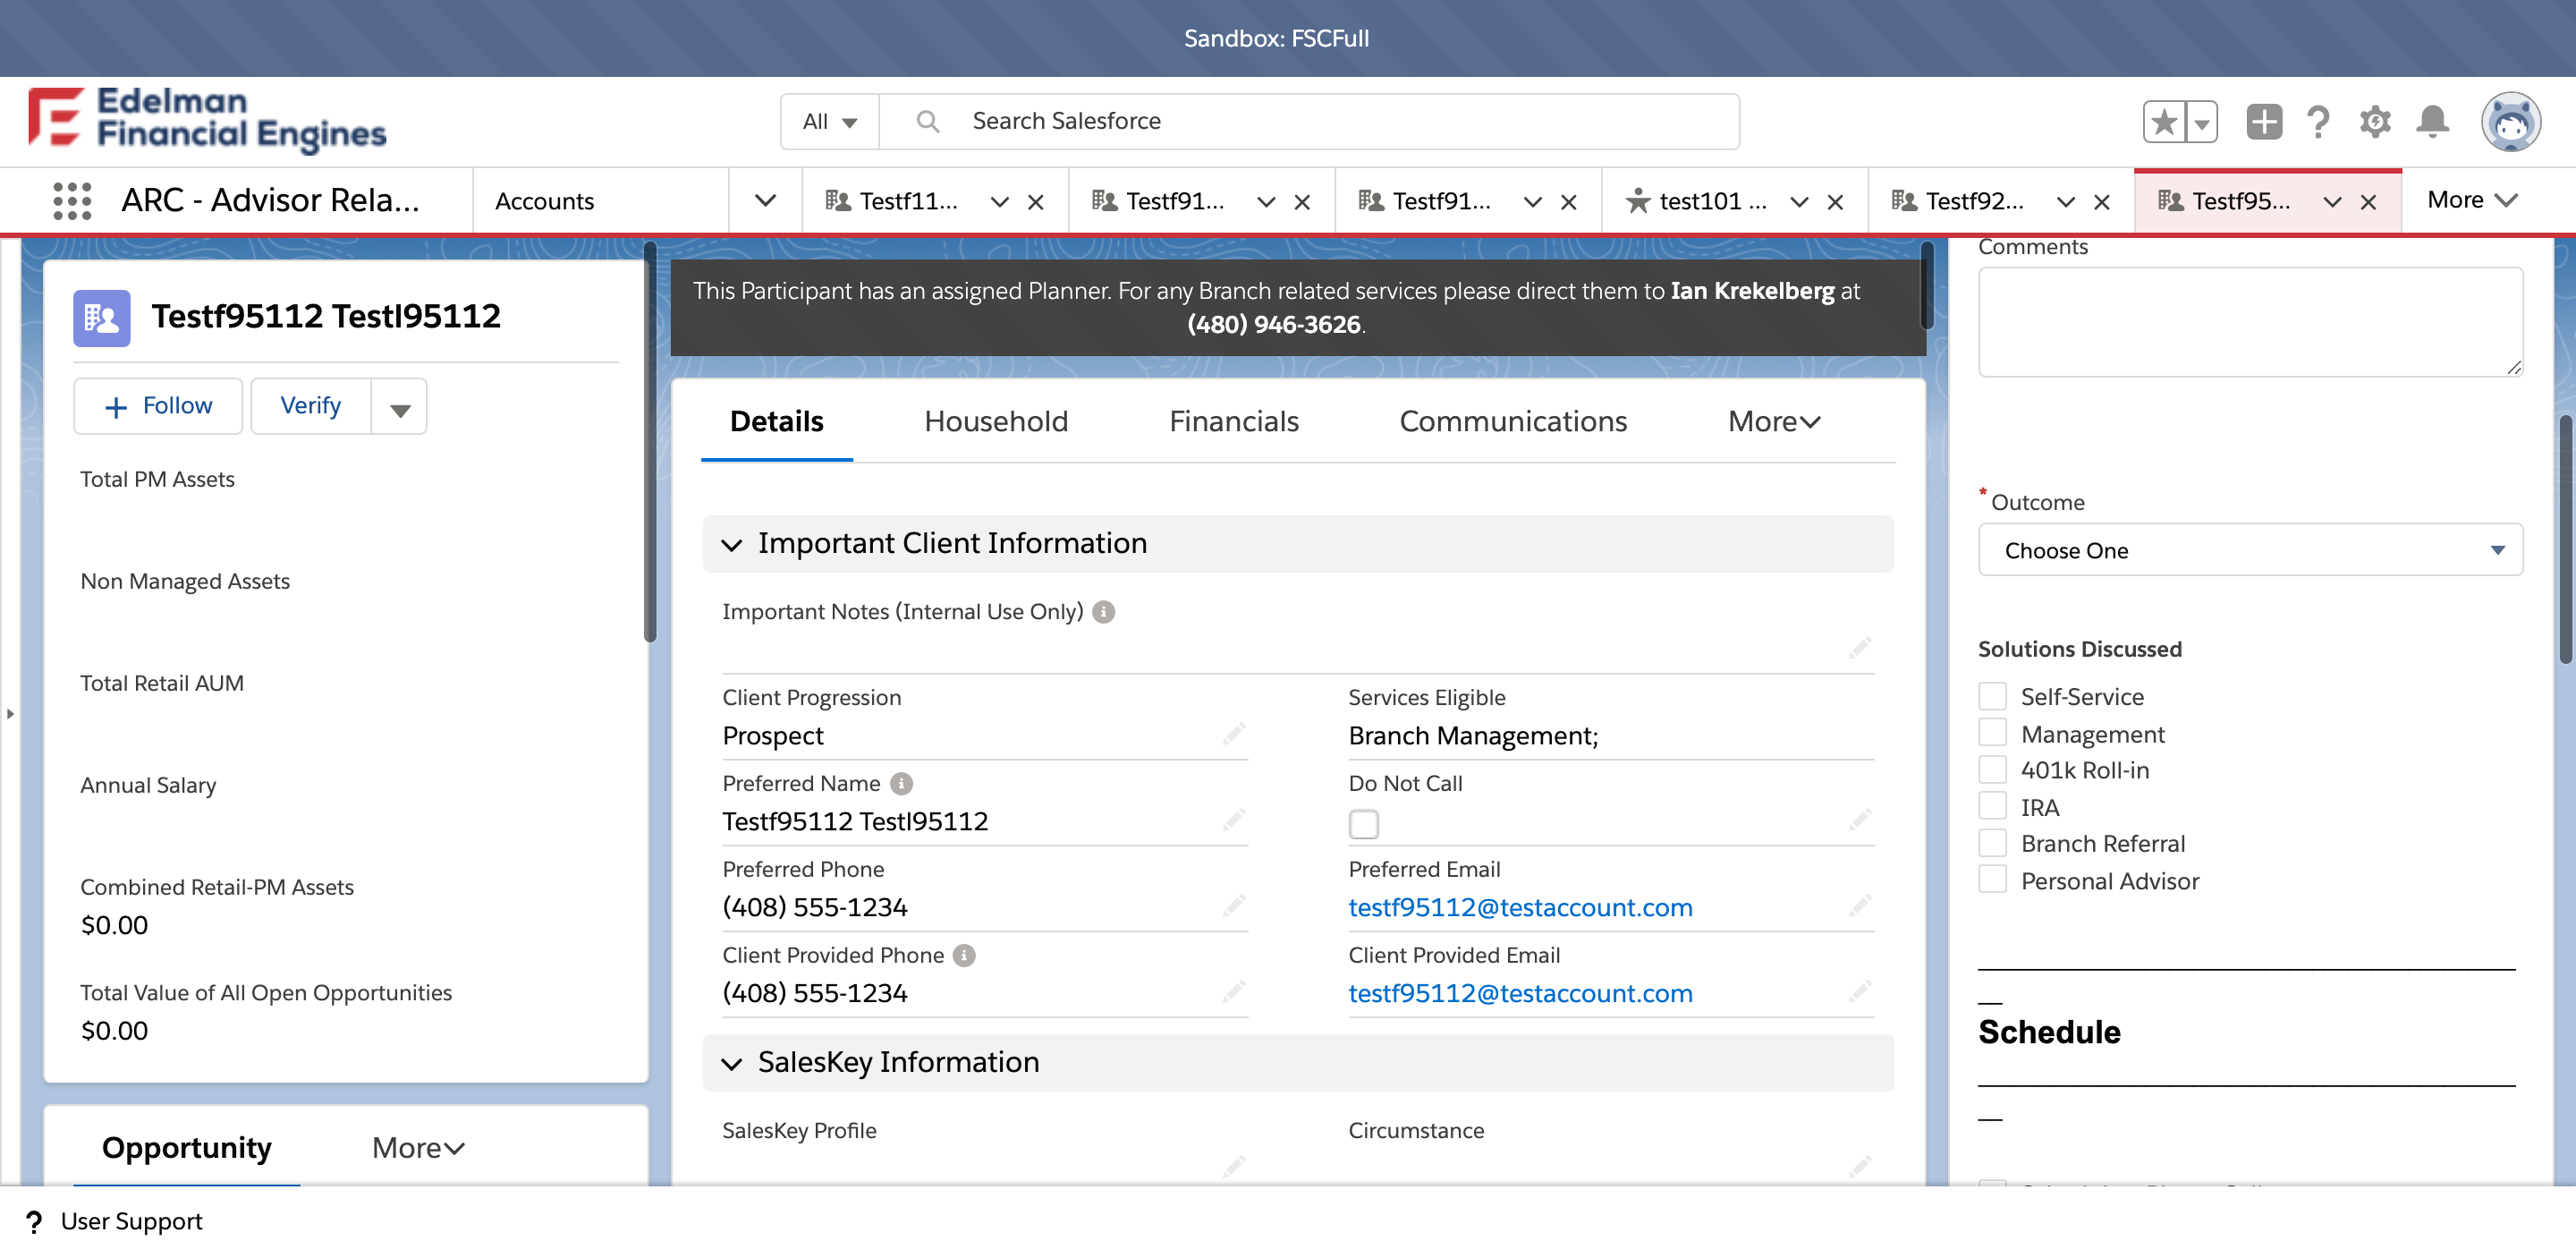 Sandbox: FSCFull
Edelman
Financial Engines
All
Search Salesforce
ARC - Advisor Rela...
Accounts
Testf11...
Testf91...
Testf91...
test101 ...
Testf92...
Testf95...
More
Testf95112 Testl95112
Follow
Verify
Total PM Assets
Non Managed Assets
Total Retail AUM
Annual Salary
Combined Retail-PM Assets
$0.00
Total Value of All Open Opportunities
$0.00
Opportunity
More
This Participant has an assigned Planner. For any Branch related services please direct them to Ian Krekelberg at
(480) 946-3626.
Details
Household
Financials
Communications
More
Important Client Information
Important Notes (Internal Use Only)
Client Progression
Prospect
Services Eligible
Branch Management;
Preferred Name
Testf95112 Testl95112
Do Not Call
Preferred Phone
(408) 555-1234
Preferred Email
testf95112@testaccount.com
Client Provided Phone
(408) 555-1234
Client Provided Email
testf95112@testaccount.com
SalesKey Information
SalesKey Profile
Circumstance
Comments
* Outcome
Choose One
Solutions Discussed
Self-Service
Management
401k Roll-in
IRA
Branch Referral
Personal Advisor
Schedule
? User Support